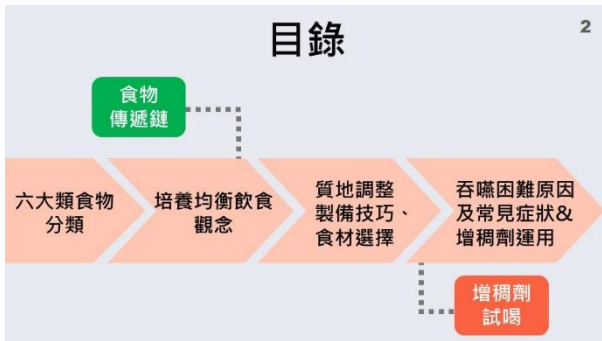 目錄
2
食物
傳遞鏈
六大類食物
分類
培養均衡飲食
觀念
質地調整
製備技巧、
食材選擇
吞嚥困難原因
及常見症狀&
增稠劑運用
增稠劑
試喝